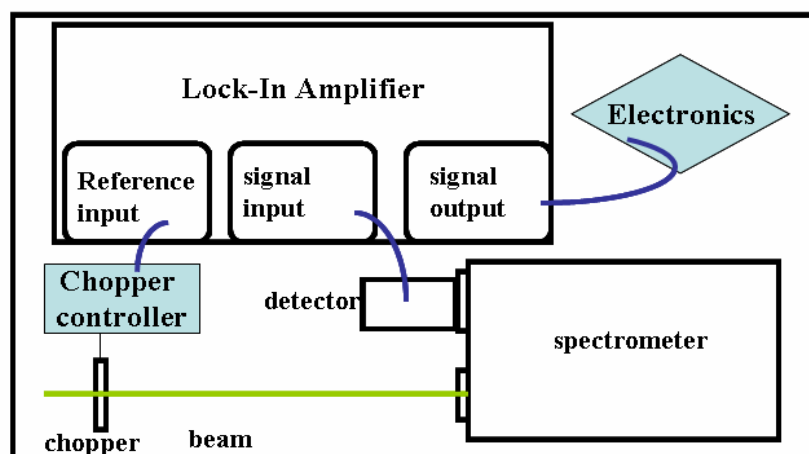 Lock-In Amplifier
Electronics
Reference
input
signal
input
signal
output
Chopper
controller
detector
spectrometer
chopper
beam